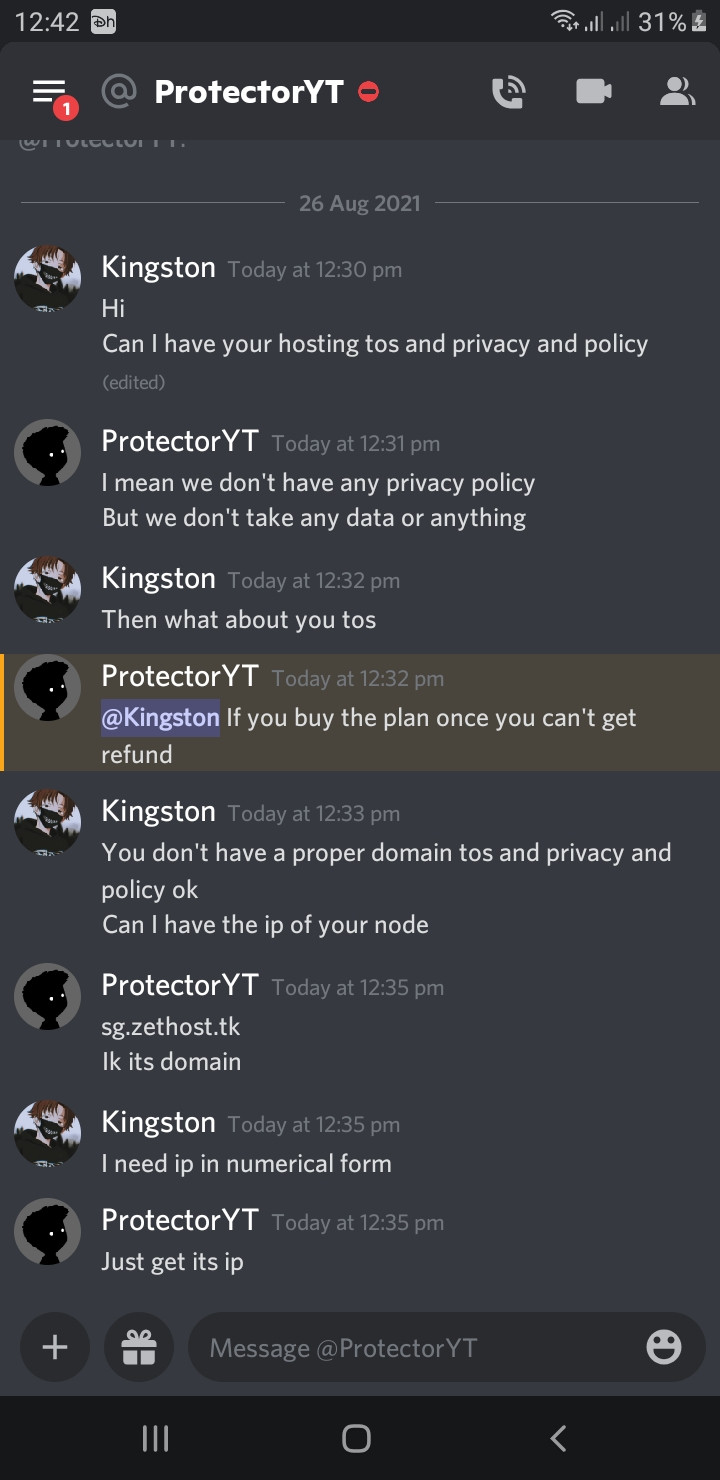 12:42 31%
1
@ ProtectorYT
@ProtectorYT.
26 Aug 2021
Kingston Today at 12:30 pm
Hi
Can I have your hosting tos and privacy and policy
(edited)
ProtectorYT Today at 12:31 pm
I mean we don't have any privacy policy
But we don't take any data or anything
Kingston Today at 12:32 pm
Then what about you tos
ProtectorYT Today at 12:32 pm
@Kingston If you buy the plan once you can't get
refund
Kingston Today at 12:33 pm
You don't have a proper domain tos and privacy and
policy ok
Can I have the ip of your node
ProtectorYT Today at 12:35 pm
sg.zethost.tk
Ik its domain
Kingston Today at 12:35 pm
I need ip in numerical form
ProtectorYT Today at 12:35 pm
Just get its ip
Message @ProtectorYT